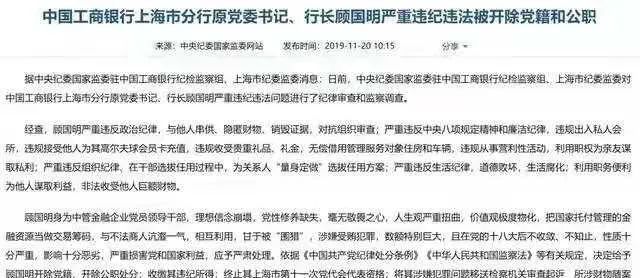 中国工商银行上海市分行原党委书记、行长顾国明严重违纪违法被开除党籍和公职
来源：中央纪委国家监委网站 发布时间：2019-11-20 10:15 分享
据中央纪委国家监委驻中国工商银行纪检监察组、上海市纪委监委消息：日前，中央纪委国家监委驻中国工商银行纪检监察组、上海市纪委监委对
中国工商银行上海市分行原党委书记、行长顾国明严重违纪违法问题进行了纪律审查和监察调查。
经查，顾国明严重违反政治纪律，与他人串供、隐匿财物、销毁证据，对抗组织审查；严重违反中央八项规定精神和廉洁纪律，违规出入私人会
所，违规接受人为其高尔夫球会员卡充值，违规收受贵重礼品、礼金，无偿借用管理服务对象住房和车辆，违规从事营利性活动，利用职权为亲友谋
取私利；严重违反组织纪律，在干部选拔任用过程中，为关系人“量身定做”选拔任用方案；严重违反生活纪律，道德败坏，生活腐化；利用职务便利
为他人谋取利益，非法收受他人巨额财物。
顾国明身为中管金融企业党员领导干部，理想信念崩塌，党性修养缺失，毫无敬畏之心，人生观严重扭曲，价值观极度物化，把国家托付管理的金
融资源当做交易筹码，与不法商人沆瀣一气，相互利用，甘于被“围猎”，涉嫌受贿犯罪，数额特别巨大，且在党的十八大后不收敛、不知止，性质十
分严重，影响十分恶劣，严重损害党和国家利益，应予严肃处理。依据《中国共产党纪律处分条例》《中华人民共和国监察法》等有关规定，决定给予
顾国明开除党籍、开除公职处分；收缴其违纪所得；终止其上海市第十一次党代会代表资格；将其涉嫌犯罪问题移送检察机关审查起诉，所涉财物随案